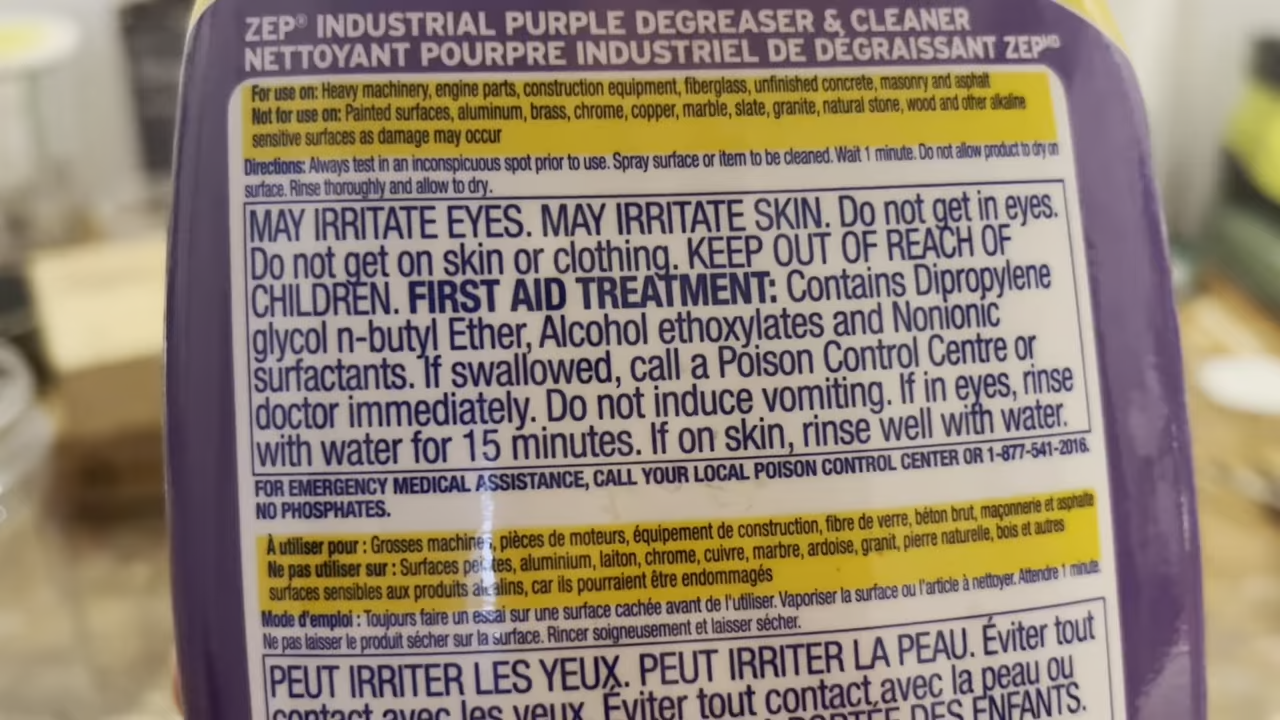 ZEP® INDUSTRIAL PURPLE DEGREASER & CLEANER
NETTOYANT POURPRE INDUSTRIEL DE DÉGRAISSANT ZEPMD
For use on: Heavy machinery, engine parts, construction equipment, fiberglass, unfinished concrete, masonry and asphalt
Not for use on: Painted surfaces, aluminum, brass, chrome, copper, marble, slate, granite, natural stone, wood and other alkaline
sensitive surfaces as damage may occur
Directions: Always test in an inconspicuous spot prior to use. Spray surface or item to be cleaned. Wait 1 minute. Do not allow product to dry on
surface. Rinse thoroughly and allow to dry.
MAY IRRITATE EYES. MAY IRRITATE SKIN. Do not get in eyes.
Do not get on skin or clothing. KEEP OUT OF REACH OF
CHILDREN. FIRST AID TREATMENT: Contains Dipropylene
glycol n-butyl Ether, Alcohol ethoxylates and Nonionic
surfactants. If swallowed, call a Poison Control Centre or
doctor immediately. Do not induce vomiting. If in eyes, rinse
with water for 15 minutes. If on skin, rinse well with water.
FOR EMERGENCY MEDICAL ASSISTANCE, CALL YOUR LOCAL POISON CONTROL CENTER OR 1-877-541-2016.
NO PHOSPHATES.
À utiliser pour : Grosses machines, pièces de moteurs, équipement de construction, fibre de verre, béton brut, maçonnerie et asphalte
Ne pas utiliser sur : Surfaces peintes, aluminium, laiton, chrome, cuivre, marbre, ardoise, granit, pierre naturelle, bois et autres
surfaces sensibles aux produits alcalins, car ils pourraient être endommagés
Mode d'emploi : Toujours faire un essai sur une surface cachée avant de l'utiliser. Vaporiser la surface ou l'article à nettoyer. Attendre 1 minute.
Ne pas laisser le produit sécher sur la surface. Rincer soigneusement et laisser sécher.
PEUT IRRITER LES YEUX. PEUT IRRITER LA PEAU. Éviter tout
contact avec les yeux. Éviter tout contact avec la peau ou
PORTÉE DES ENFANTS.